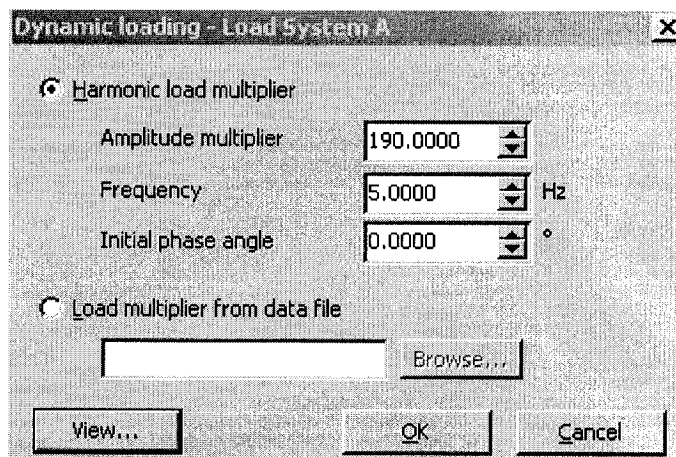 Dynamic loading - Load System A
Harmonic load multiplier
Amplitude multiplier 190.0000
Frequency 5.0000 Hz
Initial phase angle 0.0000 °
Load multiplier from data file
Browse...
View... OK Cancel